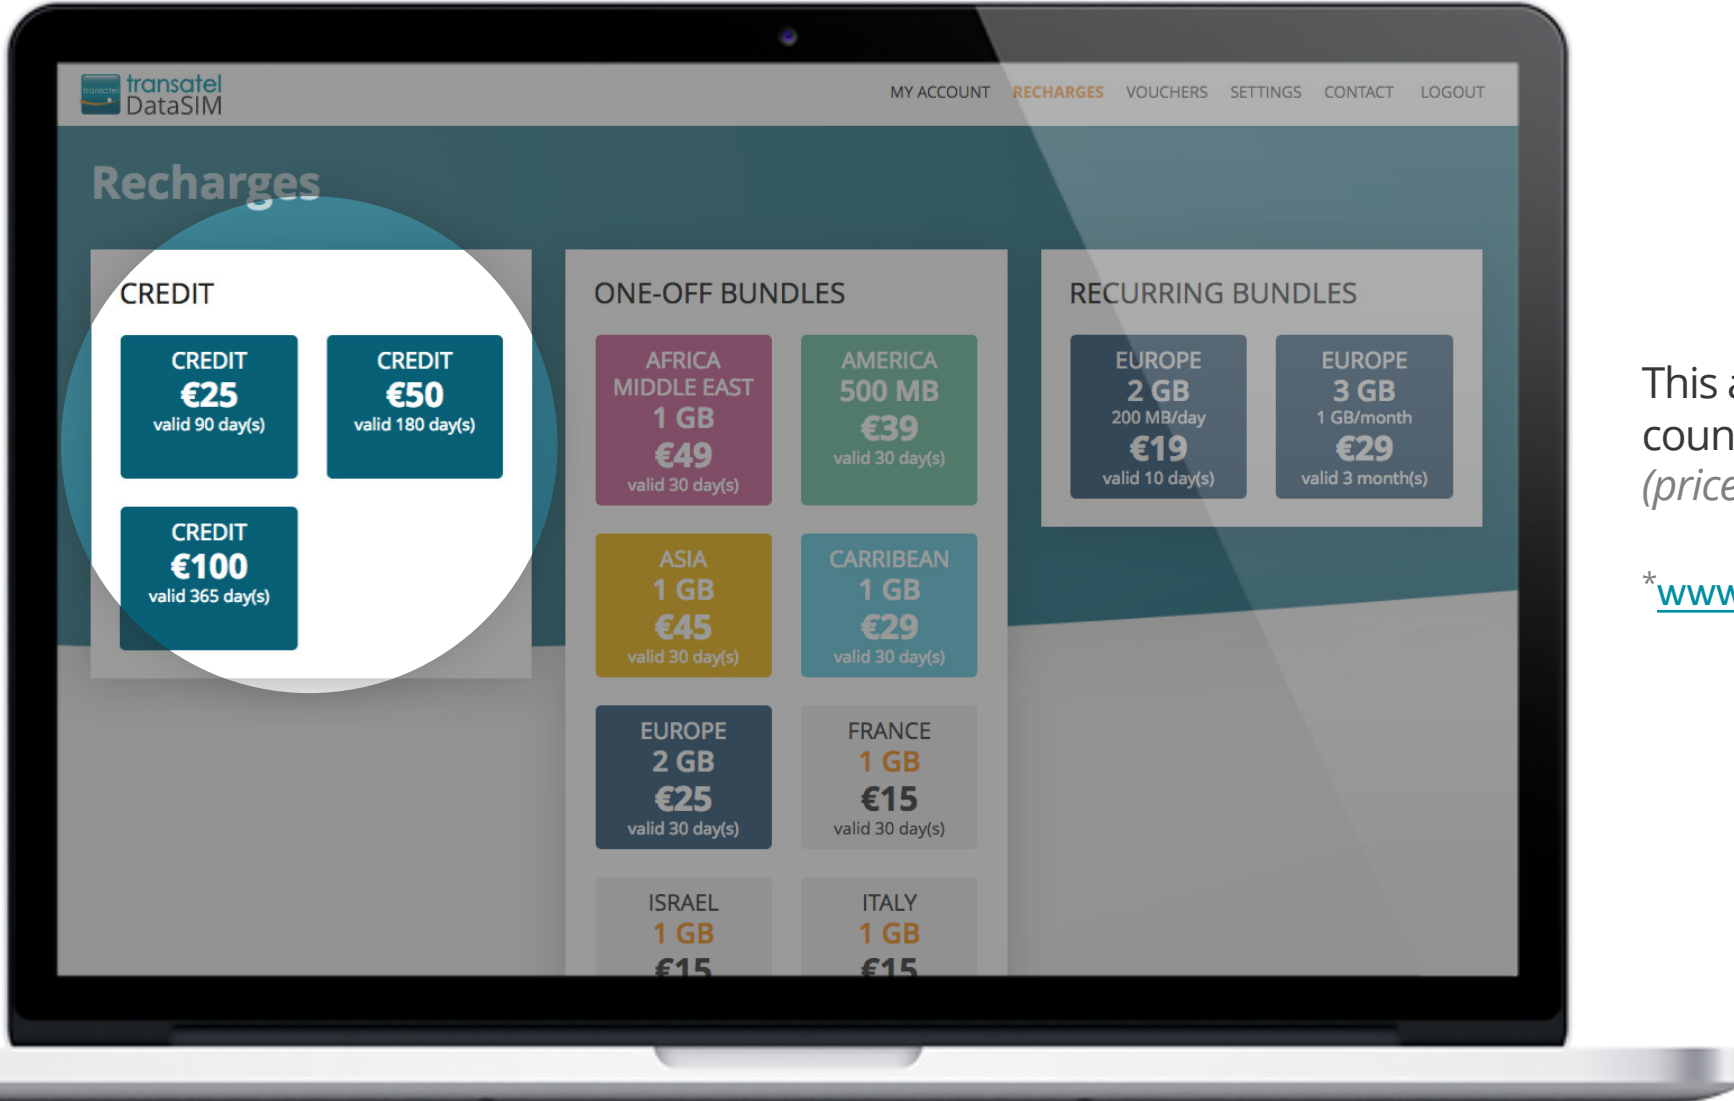 transatel
transatel
DataSIM
MY ACCOUNT RECHARGES VOUCHERS SETTINGS CONTACT LOGOUT
Recharges
CREDIT
CREDIT
€25
valid 90 day(s)
CREDIT
€50
valid 180 day(s)
CREDIT
€100
valid 365 day(s)
ONE-OFF BUNDLES
AFRICA
MIDDLE EAST
1 GB
€49
valid 30 day(s)
AMERICA
500 MB
€39
valid 30 day(s)
ASIA
1 GB
€45
valid 30 day(s)
CARRIBEAN
1 GB
€29
valid 30 day(s)
EUROPE
2 GB
€25
valid 30 day(s)
FRANCE
1 GB
€15
valid 30 day(s)
ISRAEL
1 GB
€15
ITALY
1 GB
€15
RECURRING BUNDLES
EUROPE
2 GB
200 MB/day
€19
valid 10 day(s)
EUROPE
3 GB
1 GB/month
€29
valid 3 month(s)
This